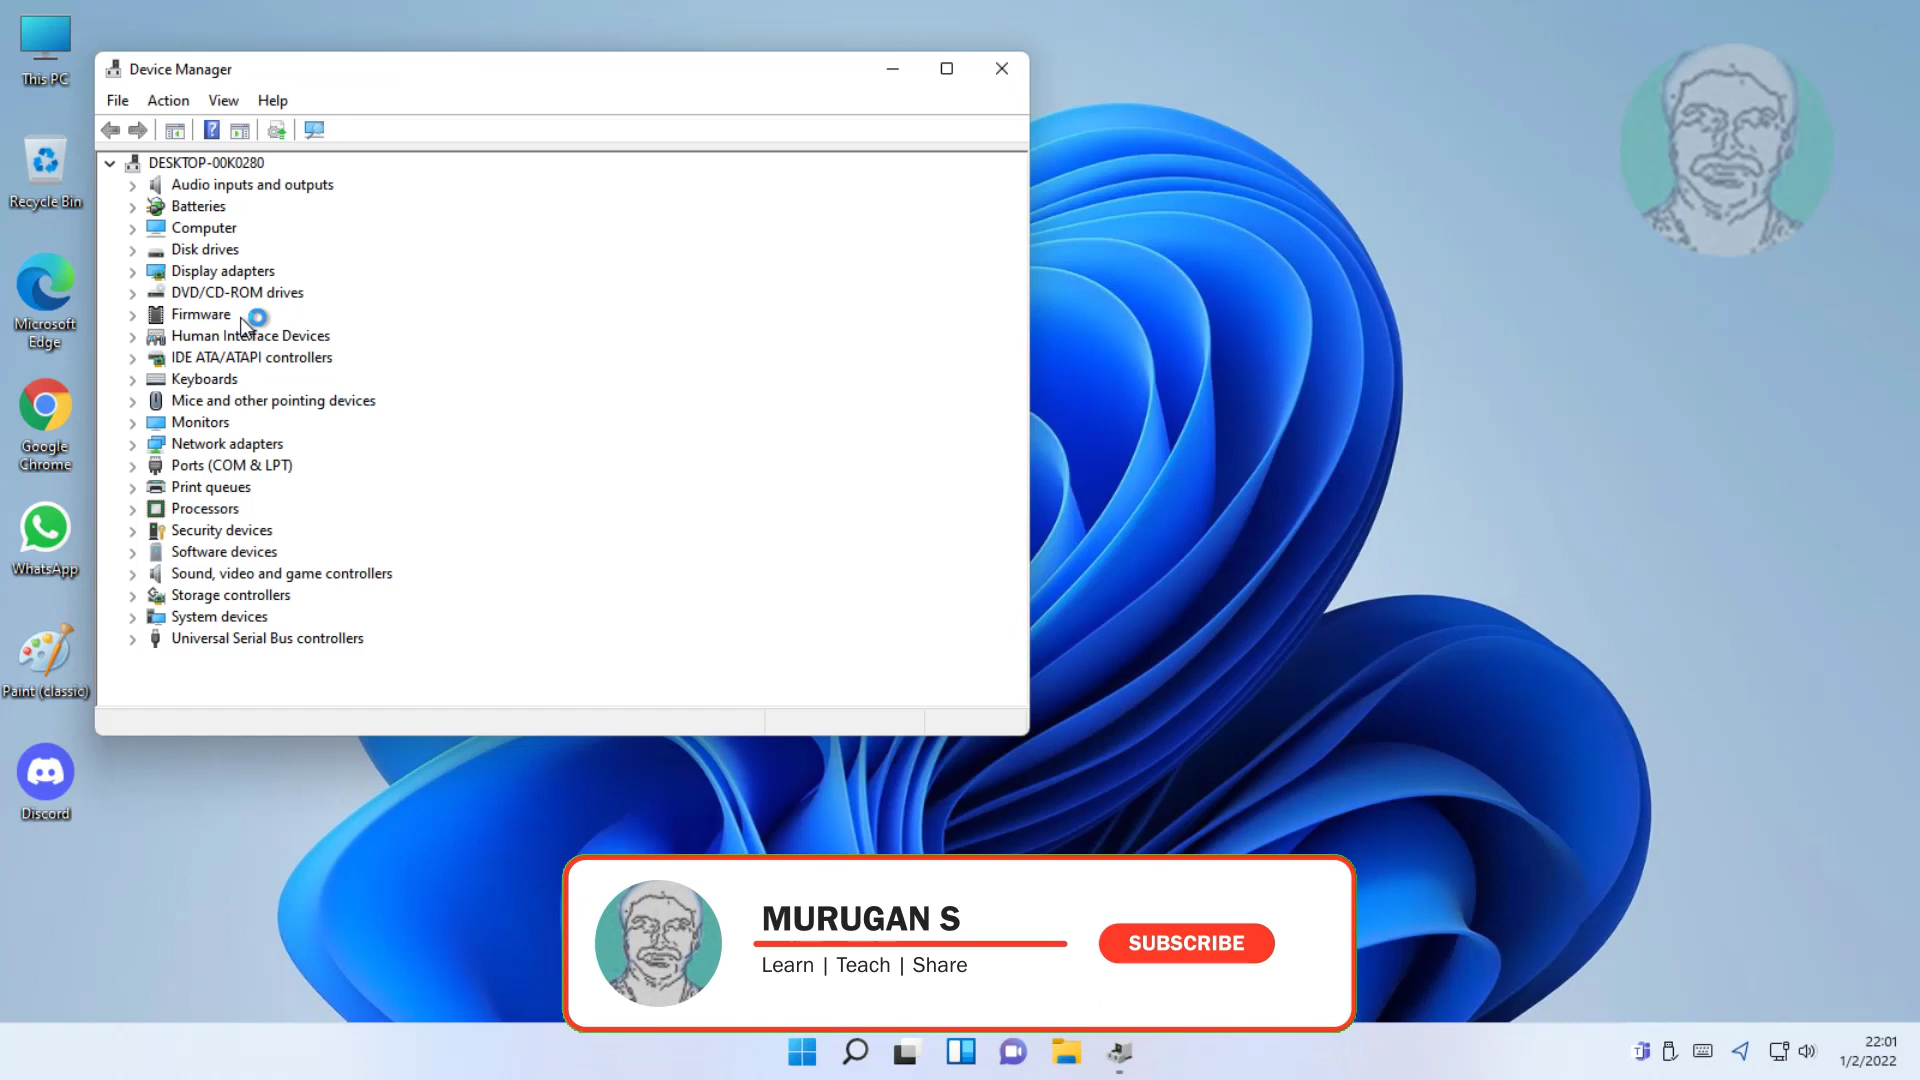 This PC
Recycle Bin
Microsoft
Edge
Google
Chrome
WhatsApp
Paint (classic)
Discord
Device Manager
File Action View Help
DESKTOP-00K0280
Audio inputs and outputs
Batteries
Computer
Disk drives
Display adapters
DVD/CD-ROM drives
Firmware
Human Interface Devices
IDE ATA/ATAPI controllers
Keyboards
Mice and other pointing devices
Monitors
Network adapters
Ports (COM & LPT)
Print queues
Processors
Security devices
Software devices
Sound, video and game controllers
Storage controllers
System devices
Universal Serial Bus controllers
MURUGAN S
Learn | Teach | Share
SUBSCRIBE
22:01
1/2/2022